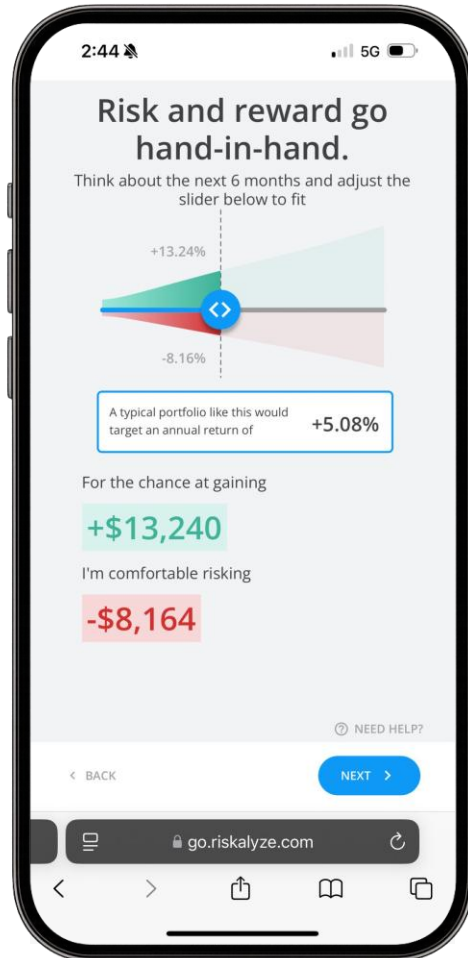 2:44
5G
Risk and reward go
hand-in-hand.
Think about the next 6 months and adjust the
slider below to fit
+13.24%
-8.16%
A typical portfolio like this would
target an annual return of
+5.08%
For the chance at gaining
+$13,240
I'm comfortable risking
-$8,164
NEED HELP?
BACK
NEXT
go.riskalyze.com